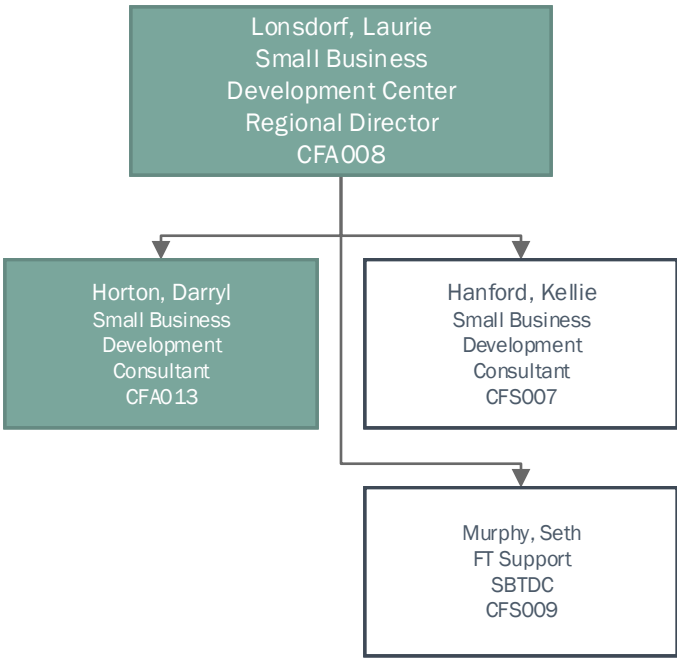 Lonsdorf, Laurie
Small Business
Development Center
Regional Director
CFA008
Horton, Darryl
Small Business
Development
Consultant
CFA013
Hanford, Kellie
Small Business
Development
Consultant
CFS007
Murphy, Seth
FT Support
SBTDC
CFS009